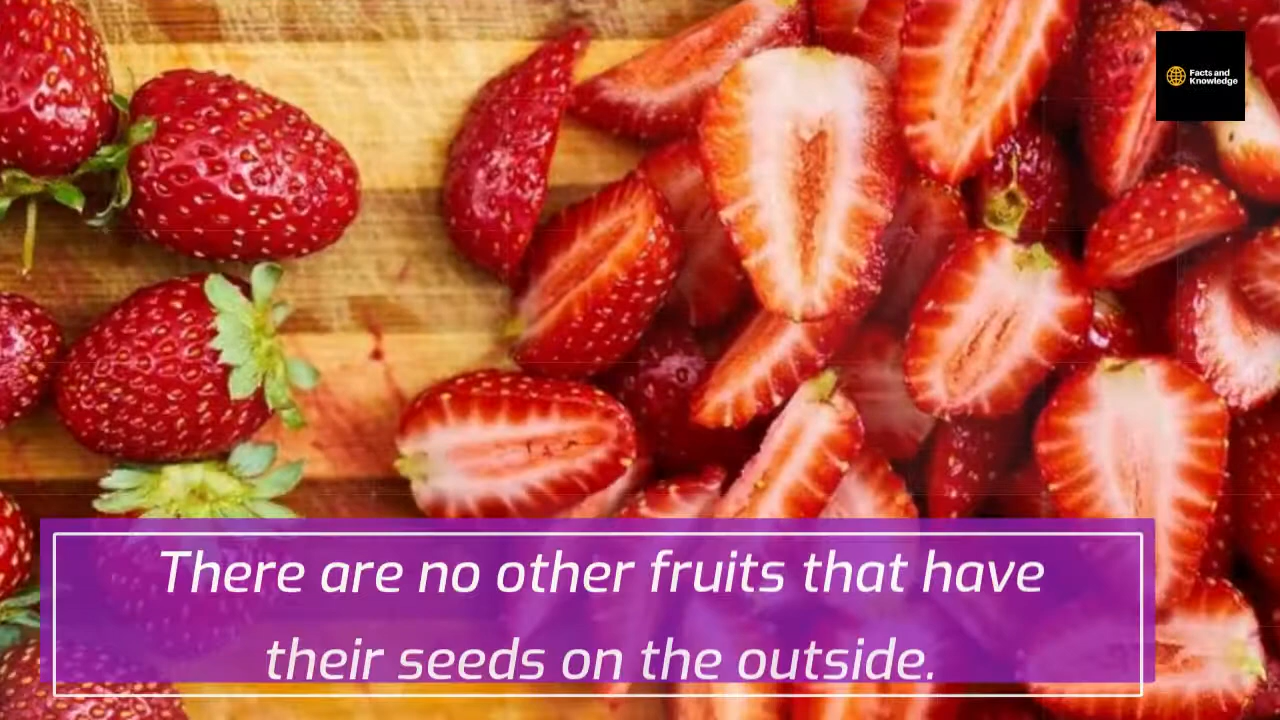 Facts and
Knowledge
There are no other fruits that have
their seeds on the outside.